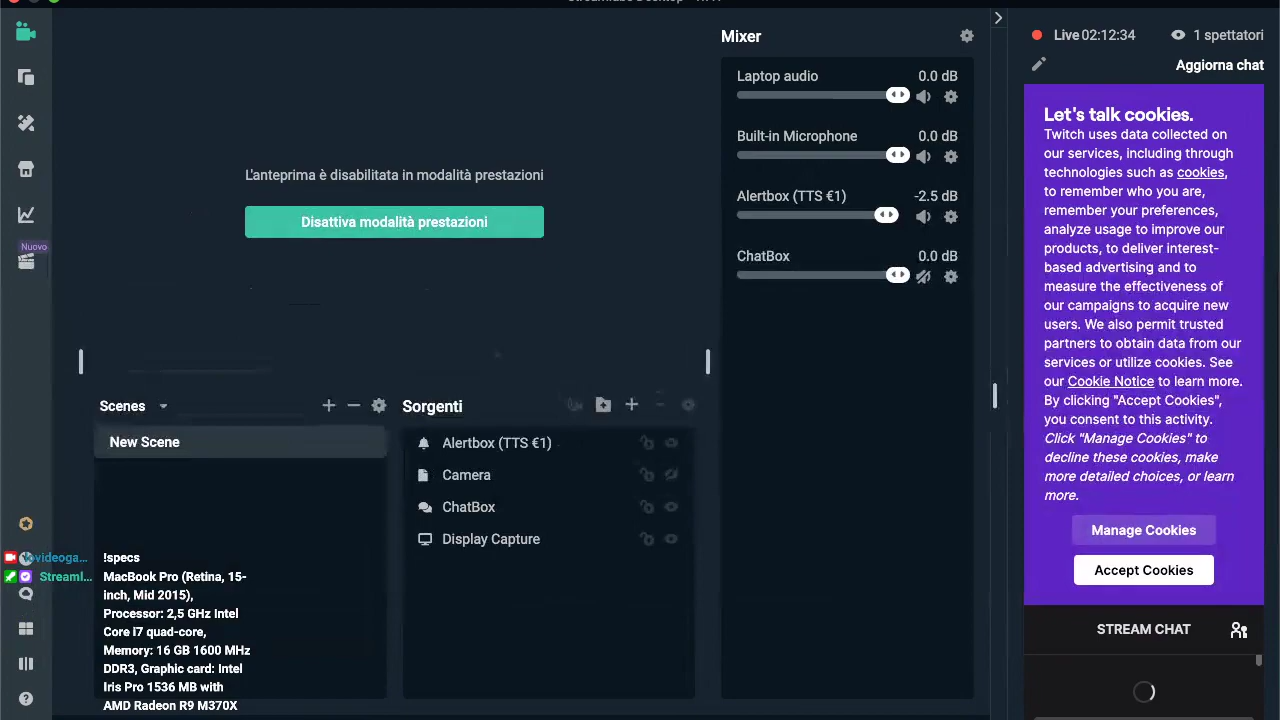 Mixer
Live 02:12:34
1 spettatori
Aggiorna chat
Laptop audio 0.0 dB
Built-in Microphone 0.0 dB
Alertbox (TTS €1) -2.5 dB
ChatBox 0.0 dB
L'anteprima è disabilitata in modalità prestazioni
Disattiva modalità prestazioni
Nuovo
Scenes
New Scene
Sorgenti
Alertbox (TTS €1)
Camera
ChatBox
Display Capture
!specs
Streaml...
MacBook Pro (Retina, 15-
inch, Mid 2015),
Processor: 2,5 GHz Intel
Core I7 quad-core,
Memory: 16 GB 1600 MHz
DDR3, Graphic card: Intel
Iris Pro 1536 MB with
AMD Radeon R9 M370X
Let's talk cookies.
Twitch uses data collected on
our services, including through
technologies such as cookies,
to remember who you are,
remember your preferences,
analyze usage to improve our
products, to deliver interest-
based advertising and to
measure the effectiveness of
our campaigns to acquire new
users. We also permit trusted
partners to obtain data from our
services or utilize cookies. See
our Cookie Notice to learn more.
By clicking "Accept Cookies",
you consent to this activity.
Click "Manage Cookies" to
decline these cookies, make
more detailed choices, or learn
more.
Manage Cookies
Accept Cookies
STREAM CHAT